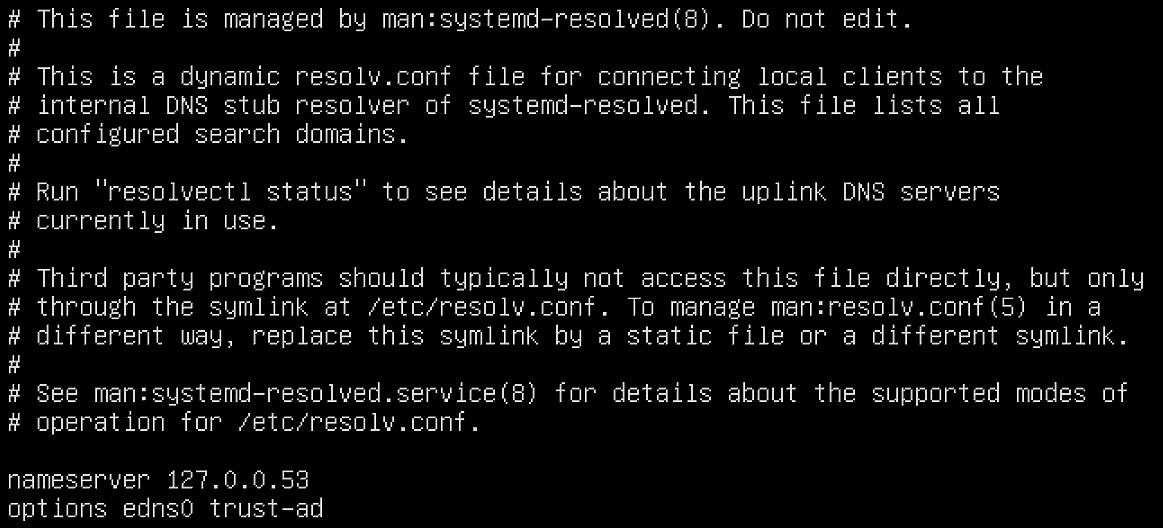 # This file is managed by man:systemd-resolved(8). Do not edit.
#
# This is a dynamic resolv.conf file for connecting local clients to the
# internal DNS stub resolver of systemd-resolved. This file lists all
# configured search domains.
#
# Run "resolvectl status" to see details about the uplink DNS servers
# currently in use.
#
# Third party programs should typically not access this file directly, but only
# through the symlink at /etc/resolv.conf. To manage man:resolv.conf(5) in a
# different way, replace this symlink by a static file or a different symlink.
#
# See man:systemd-resolved.service(8) for details about the supported modes of
# operation for /etc/resolv.conf.

nameserver 127.0.0.53
options edns0 trust-ad